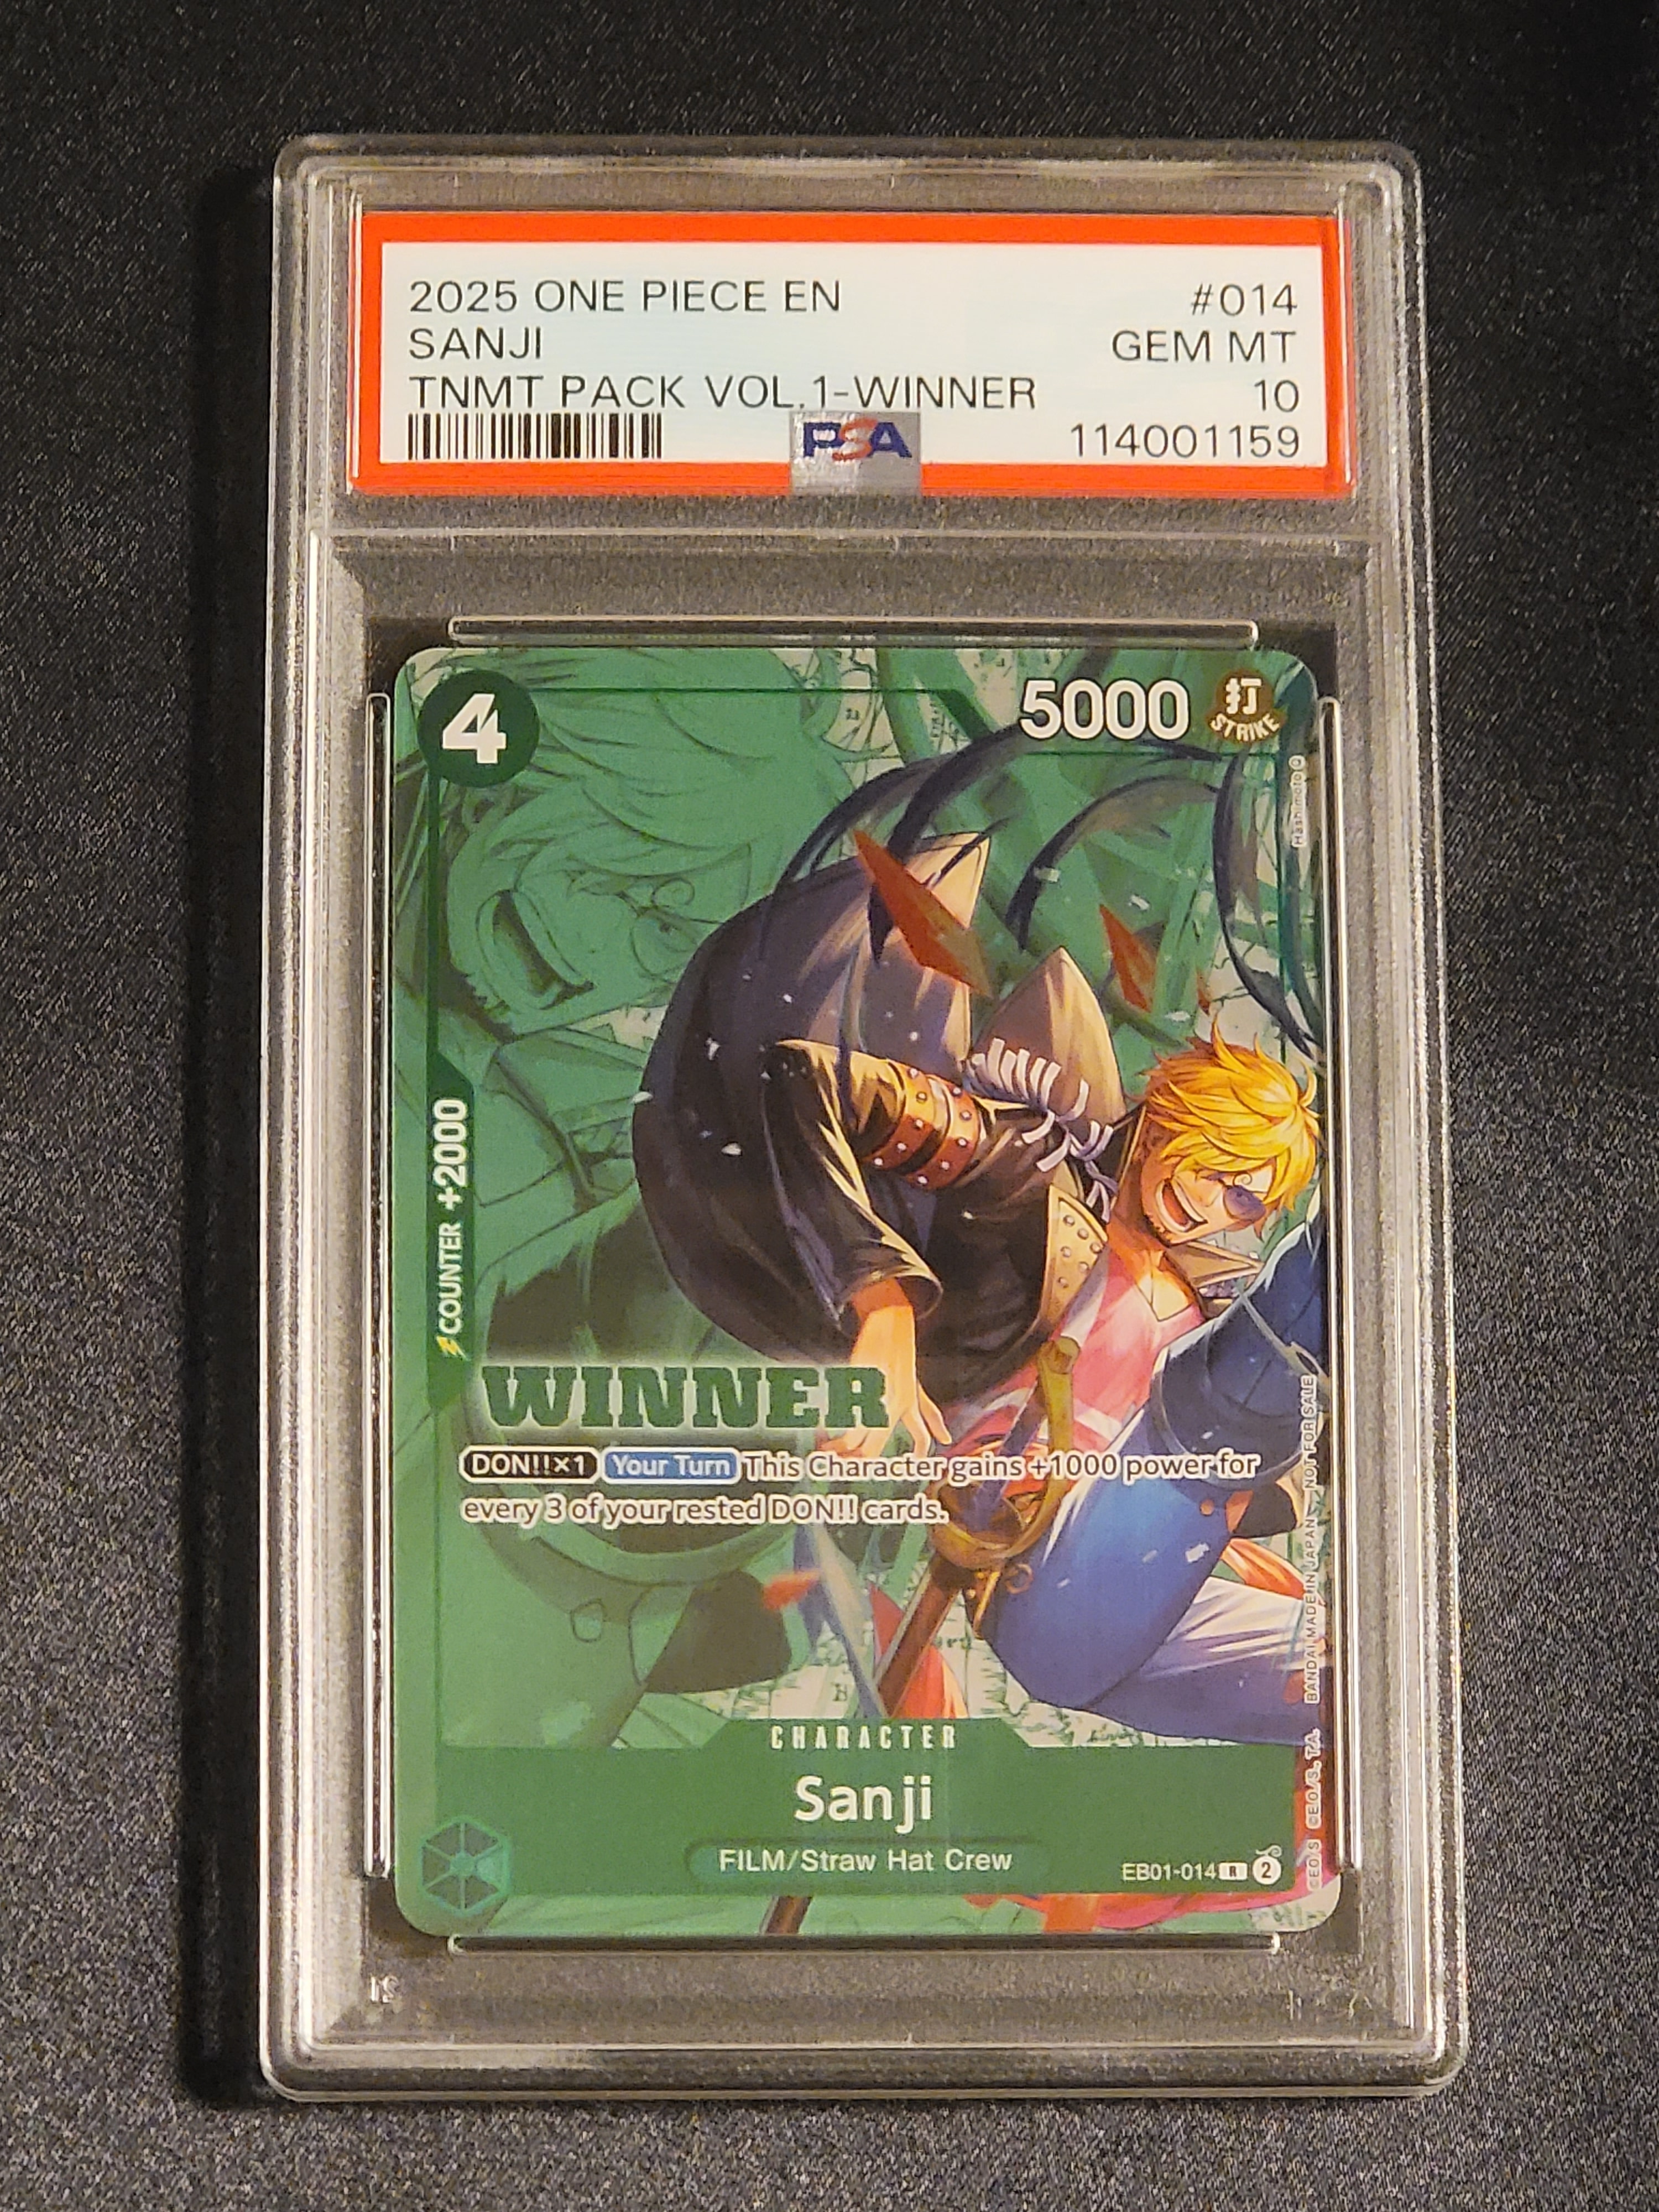 2025 ONE PIECE EN #014
SANJI GEM MT
TNMT PACK VOL.1-WINNER 10
PSA 114001159
4
5000 打
STRIKE
Hashimoto Q
COUNTER +2000
WINNER
DON!!×1 Your Turn This Character gains +1000 power for
every 3 of your rested DON!! cards.
BANDAI MADE IN JAPAN NOT FOR SALE
CHARACTER
Sanji
FILM/Straw Hat Crew
EB01-014 R 2